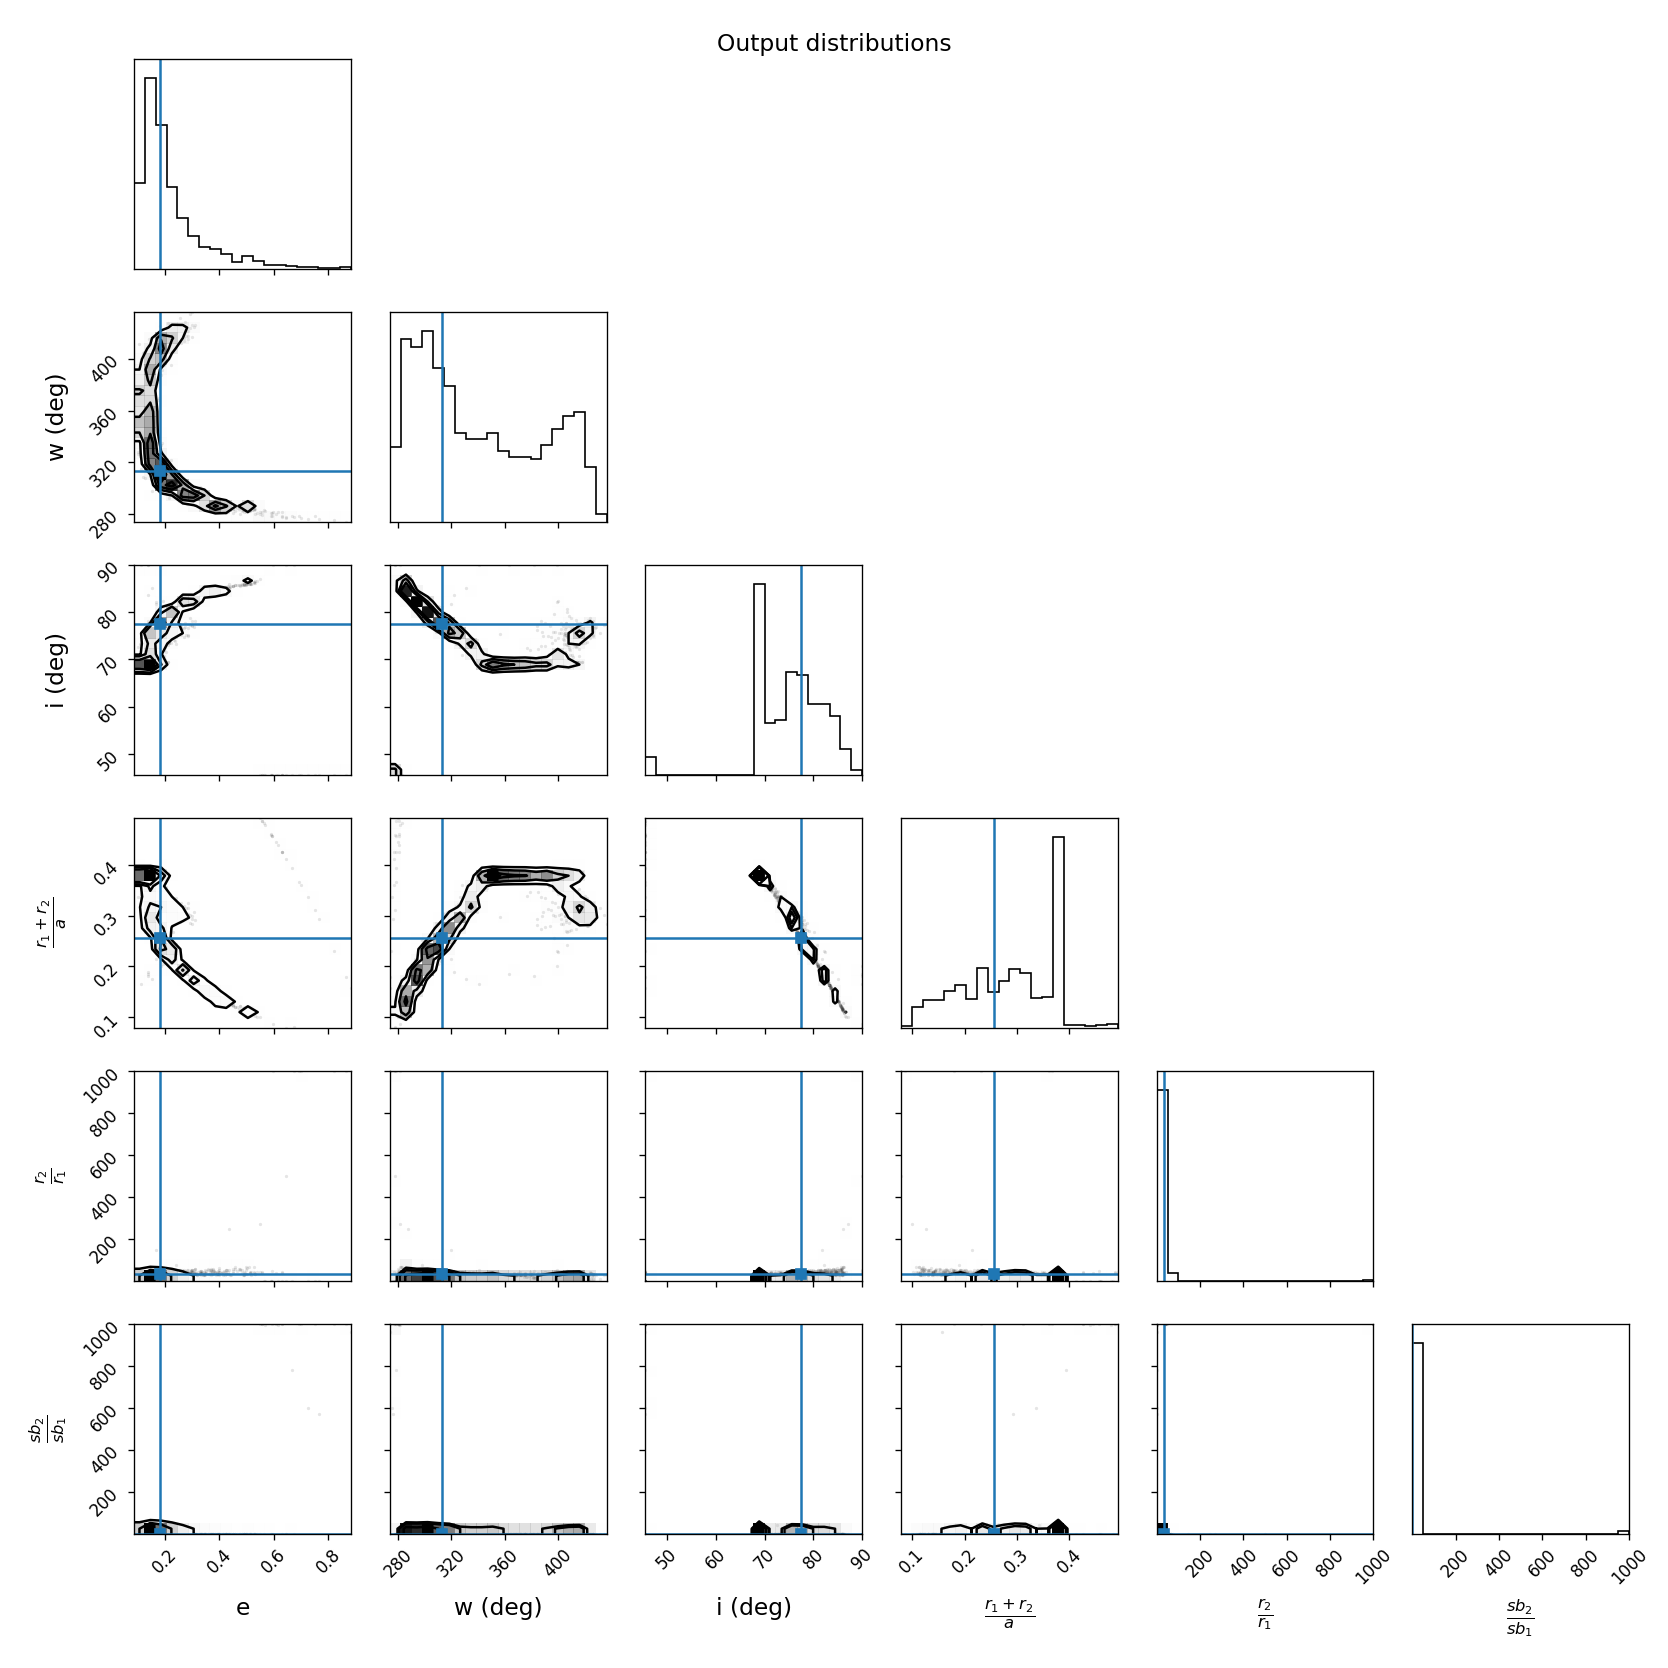 Output distributions
w (deg)
400
360
320
280
i (deg)
90
80
70
60
50
r₁ + r₂
a
0.4
0.3
0.2
0.1
r₂
r₁
1000
800
600
400
200
sb₂
sb₁
1000
800
600
400
200
0.2 0.4 0.6 0.8 280 320 360 400 50 60 70 80 90 0.1 0.2 0.3 0.4 200 400 600 800 1000 200 400 600 800 1000
e w (deg) i (deg) r₁ + r₂ r₂ sb₂
a r₁ sb₁